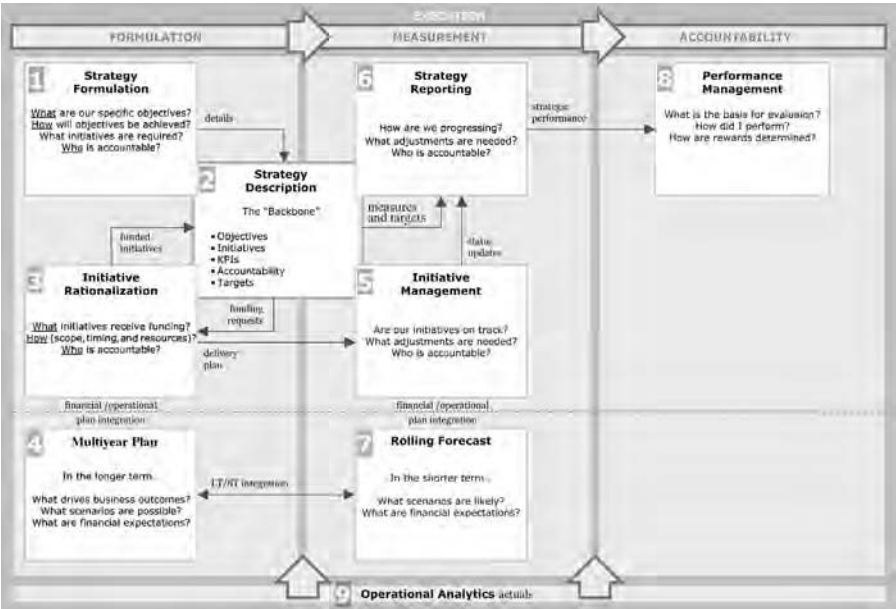 EXECUTION
FORMULATION
MEASUREMENT
ACCOUNTABILITY
1
Strategy
Formulation
What are our specific objectives?
How will objectives be achieved?
What initiatives are required?
Who is accountable?
details
2
Strategy
Description
The "Backbone"
• Objectives
• Initiatives
• KPIs
• Accountability
• Targets
funded
initiatives
3
Initiative
Rationalization
What initiatives receive funding?
How (scope, timing, and resources)?
Who is accountable?
funding
requests
delivery
plan
financial /operational
plan integration
4
Multiyear Plan
In the longer term...
What drives business outcomes?
What scenarios are possible?
What are financial expectations?
LT/ST integration
6
Strategy
Reporting
How are we progressing?
What adjustments are needed?
Who is accountable?
measures
and targets
status
updates
5
Initiative
Management
Are our initiatives on track?
What adjustments are needed?
Who is accountable?
financial /operational
plan integration
7
Rolling Forecast
In the shorter term...
What scenarios are likely?
What are financial expectations?
strategic
performance
8
Performance
Management
What is the basis for evaluation?
How did I perform?
How are rewards determined?
9 Operational Analytics actuals